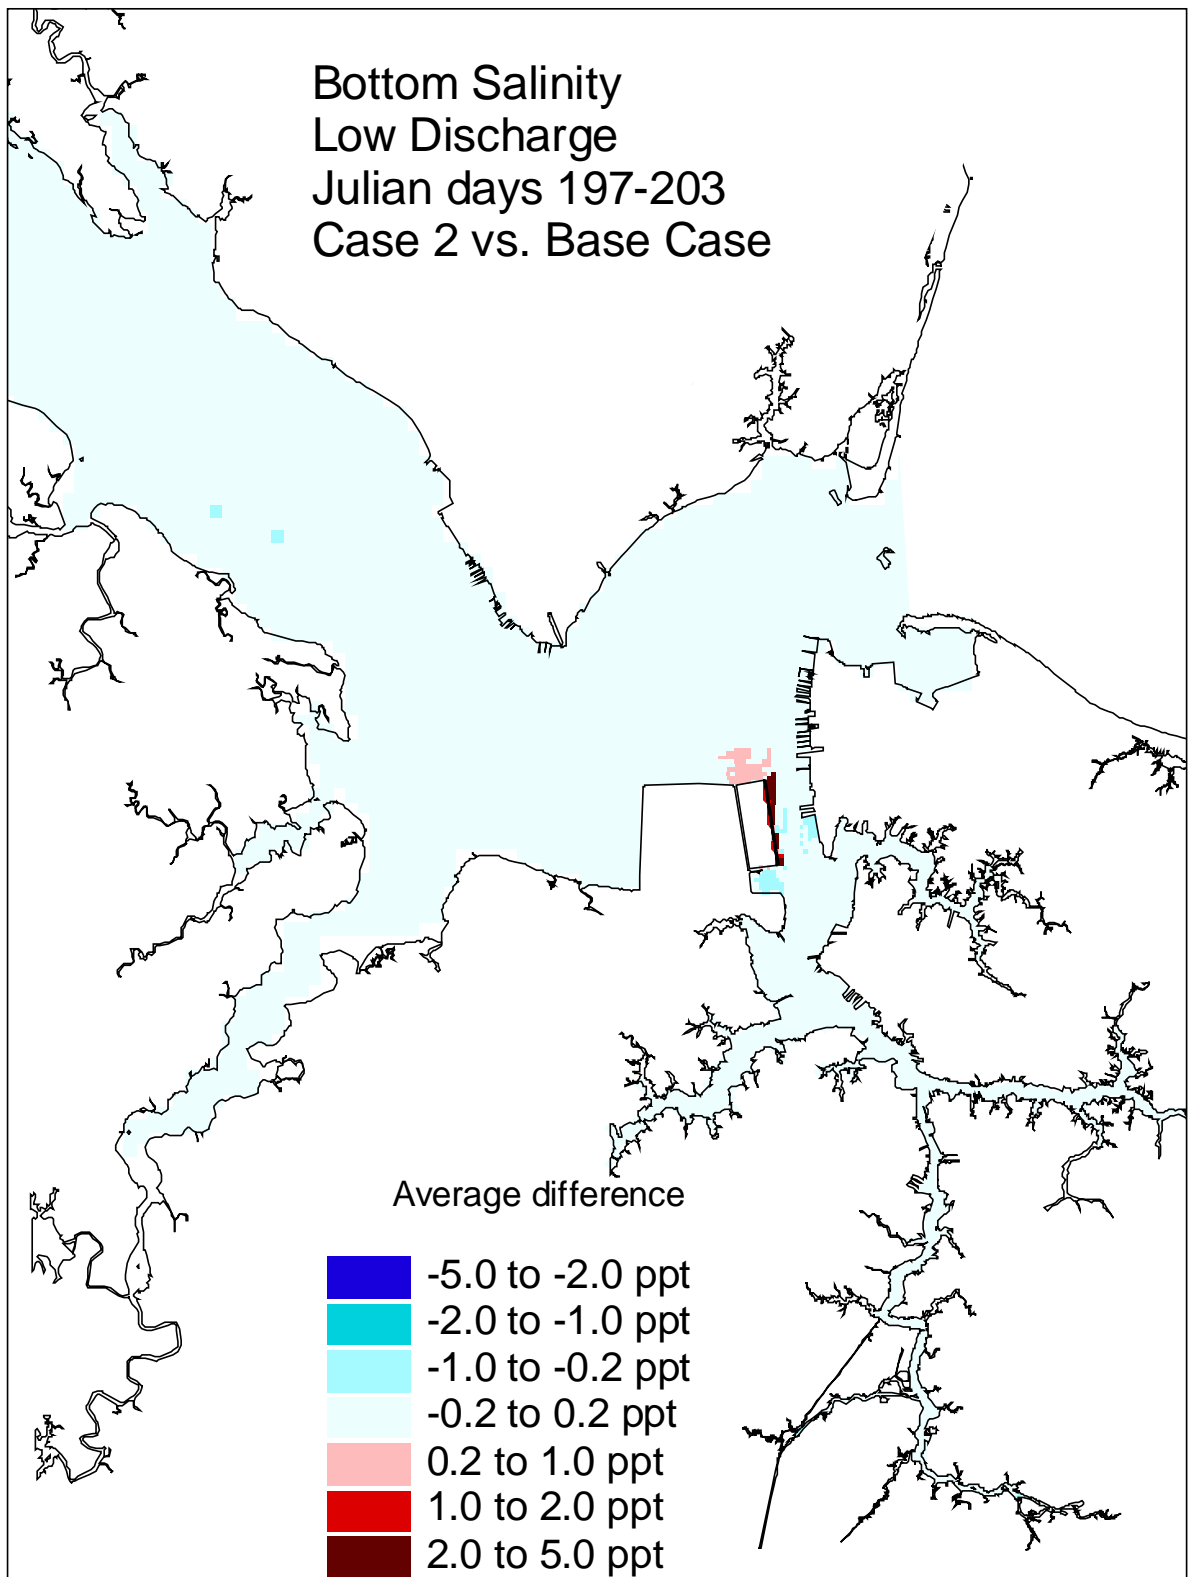 Bottom Salinity
Low Discharge
Julian days 197-203
Case 2 vs. Base Case
Average difference
-5.0 to -2.0 ppt
-2.0 to -1.0 ppt
-1.0 to -0.2 ppt
-0.2 to 0.2 ppt
0.2 to 1.0 ppt
1.0 to 2.0 ppt
2.0 to 5.0 ppt